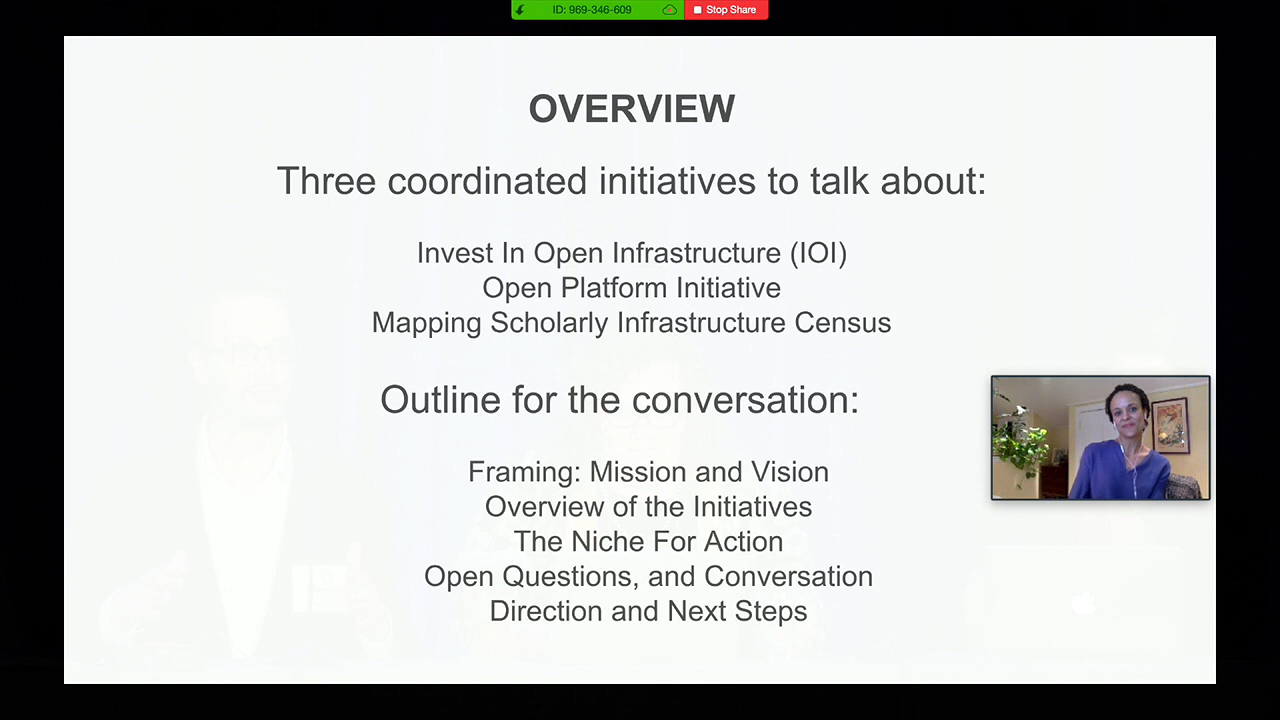 ID: 969-346-609
Stop Share
OVERVIEW
Three coordinated initiatives to talk about:
Invest In Open Infrastructure (IOI)
Open Platform Initiative
Mapping Scholarly Infrastructure Census
Outline for the conversation:
Framing: Mission and Vision
Overview of the Initiatives
The Niche For Action
Open Questions, and Conversation
Direction and Next Steps